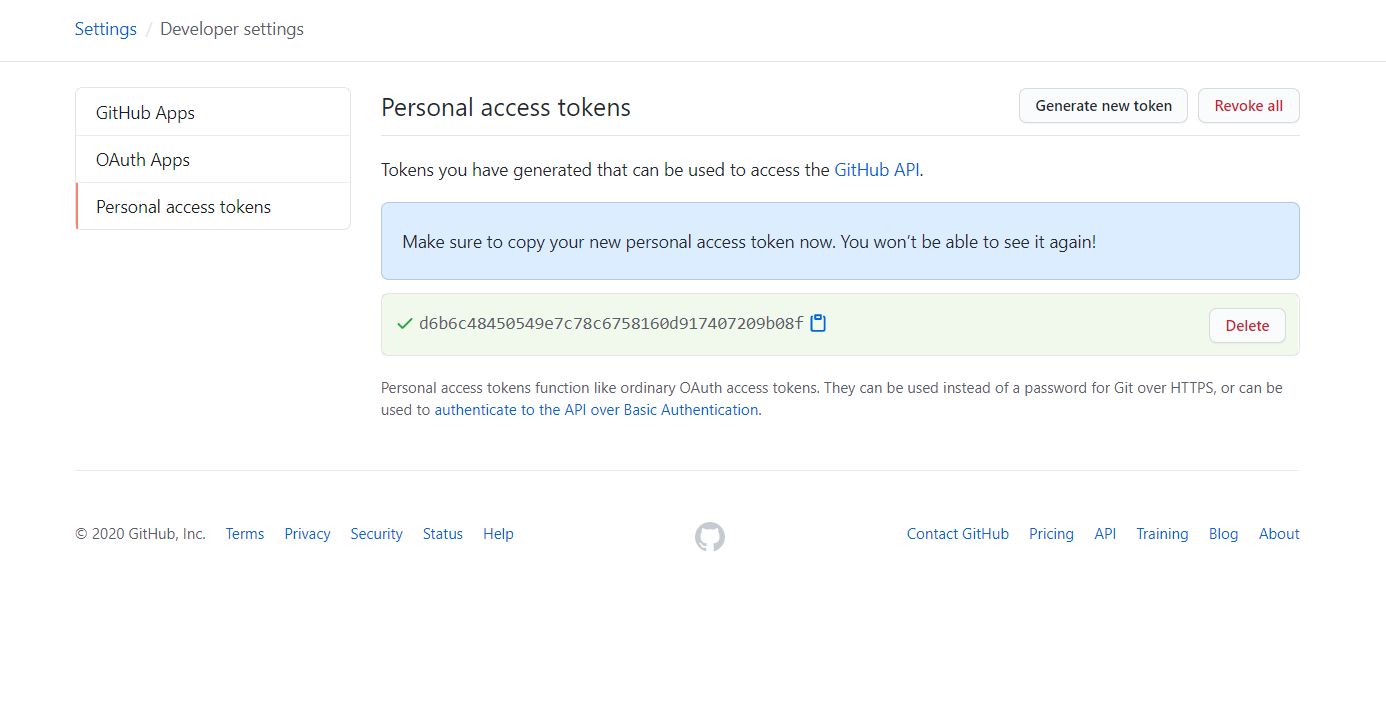 Settings / Developer settings
GitHub Apps
OAuth Apps
Personal access tokens
Personal access tokens
Generate new token
Revoke all
Tokens you have generated that can be used to access the GitHub API.
Make sure to copy your new personal access token now. You won’t be able to see it again!
d6b6c48450549e7c78c6758160d917407209b08f
Delete
Personal access tokens function like ordinary OAuth access tokens. They can be used instead of a password for Git over HTTPS, or can be
used to authenticate to the API over Basic Authentication.
© 2020 GitHub, Inc. Terms Privacy Security Status Help Contact GitHub Pricing API Training Blog About